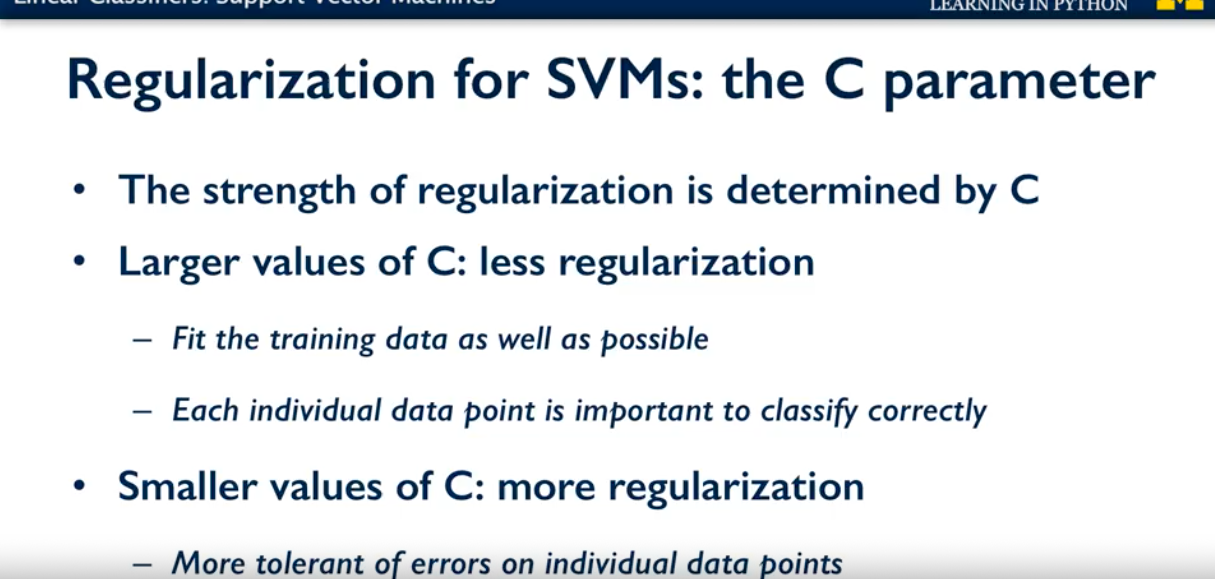 Linear Classifiers: Support Vector Machines
LEARNING IN PYTHON
Regularization for SVMs: the C parameter
• The strength of regularization is determined by C
• Larger values of C: less regularization
– Fit the training data as well as possible
– Each individual data point is important to classify correctly
• Smaller values of C: more regularization
– More tolerant of errors on individual data points